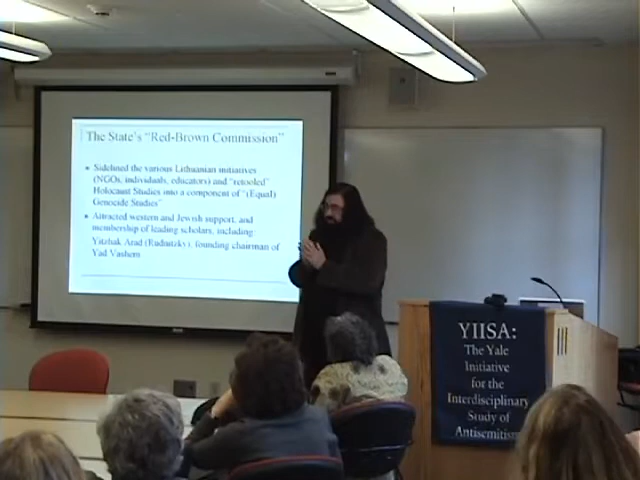 The State's "Red-Brown Commission"
Sidelined the various Lithuanian initiatives
(NGOs, individuals, educators) and "retooled"
Holocaust Studies into a component of "(Equal)
Genocide Studies"
Attracted western and Jewish support, and
membership of leading scholars, including:
Yitzhak Arad (Rudnitzky), founding chairman of
Yad Vashem
YIISA:
The Yale
Initiative
for the
Interdisciplinary
Study of
Antisemitism